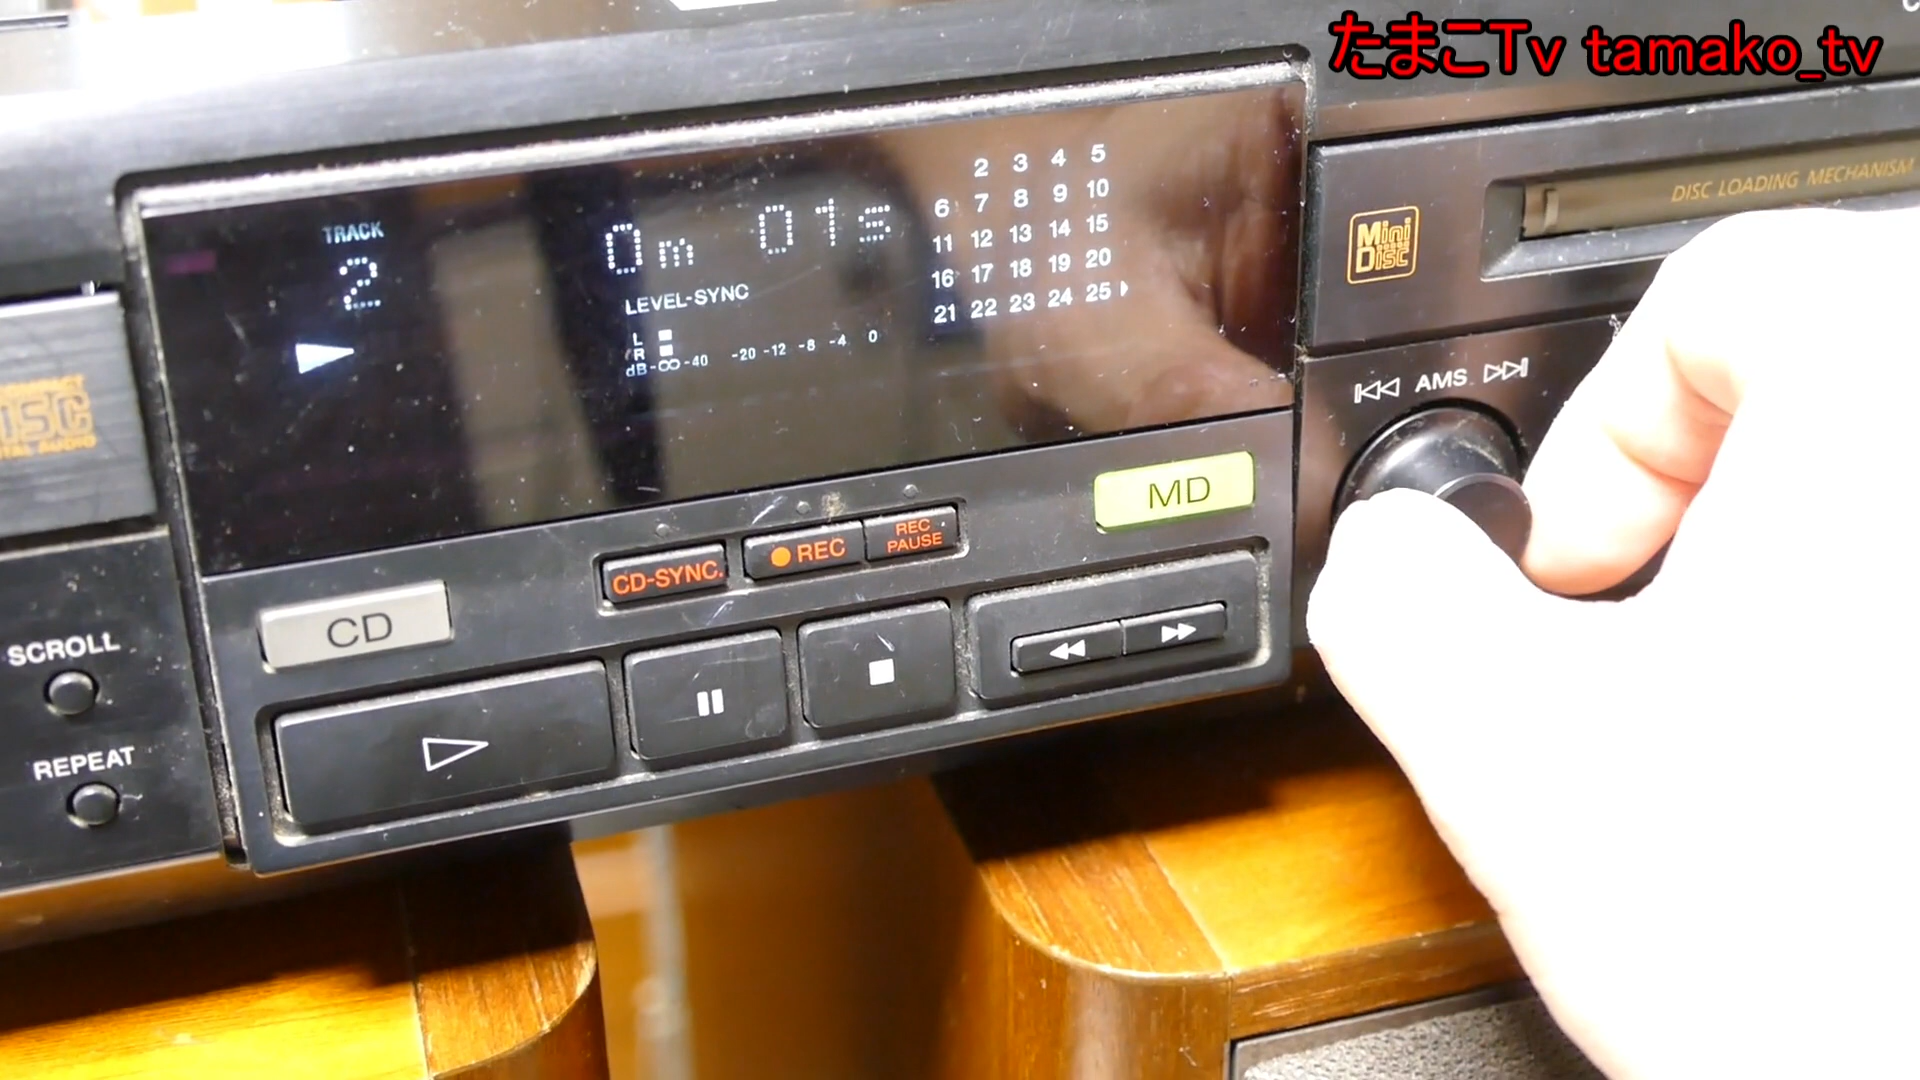 たまこTv tamako_tv
TRACK
2
0m 01s
LEVEL-SYNC
L
R
dB-∞-40 -20 -12 -8 -4 0
2 3 4 5
6 7 8 9 10
11 12 13 14 15
16 17 18 19 20
21 22 23 24 25
Mini
Disc
DISC LOADING MECHANISM
AMS
DISC
MD
CD-SYNC.
REC
REC
PAUSE
CD
SCROLL
REPEAT